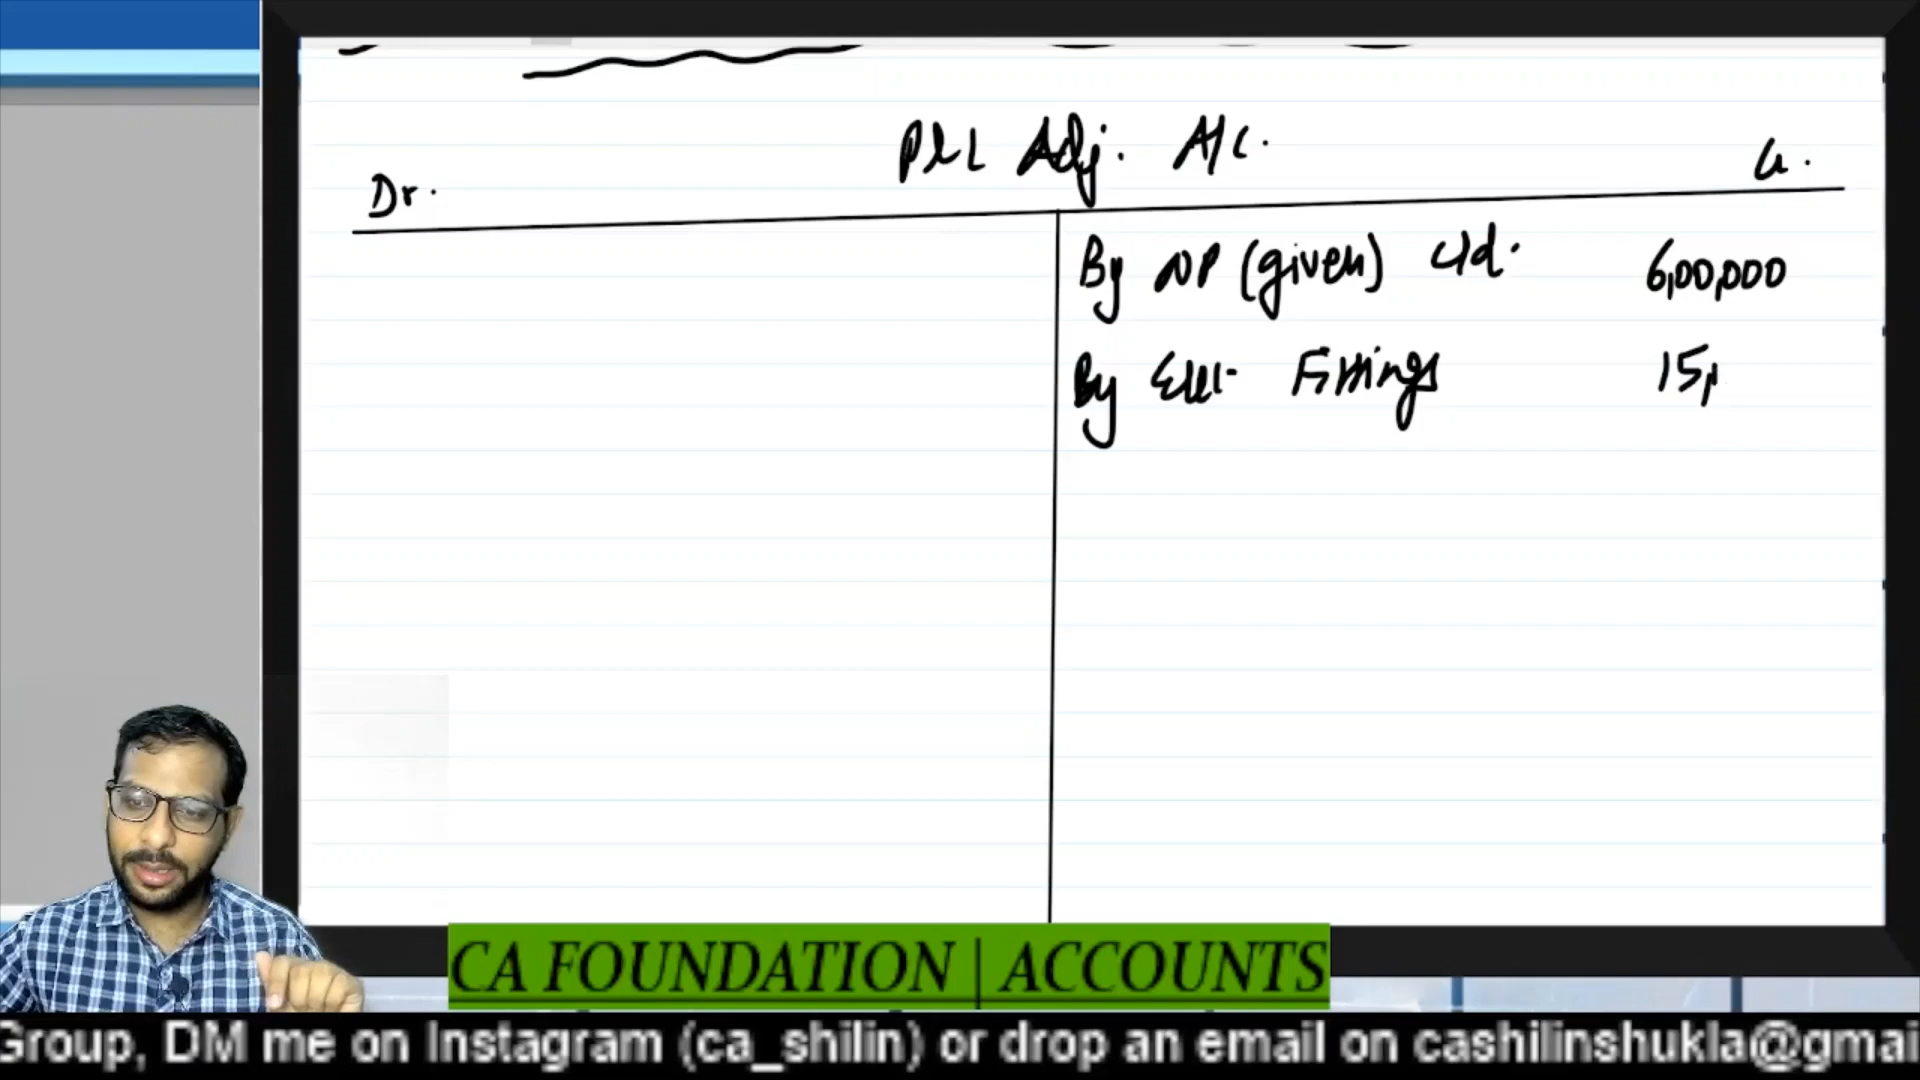 P&L Adj. A/c.
Dr.
Cr.
By NP (given) c/d. 6,00,000
By Elec. Fittings 15,
CA FOUNDATION | ACCOUNTS
Group, DM me on Instagram (ca_shilin) or drop an email on cashilinshukla@gmai